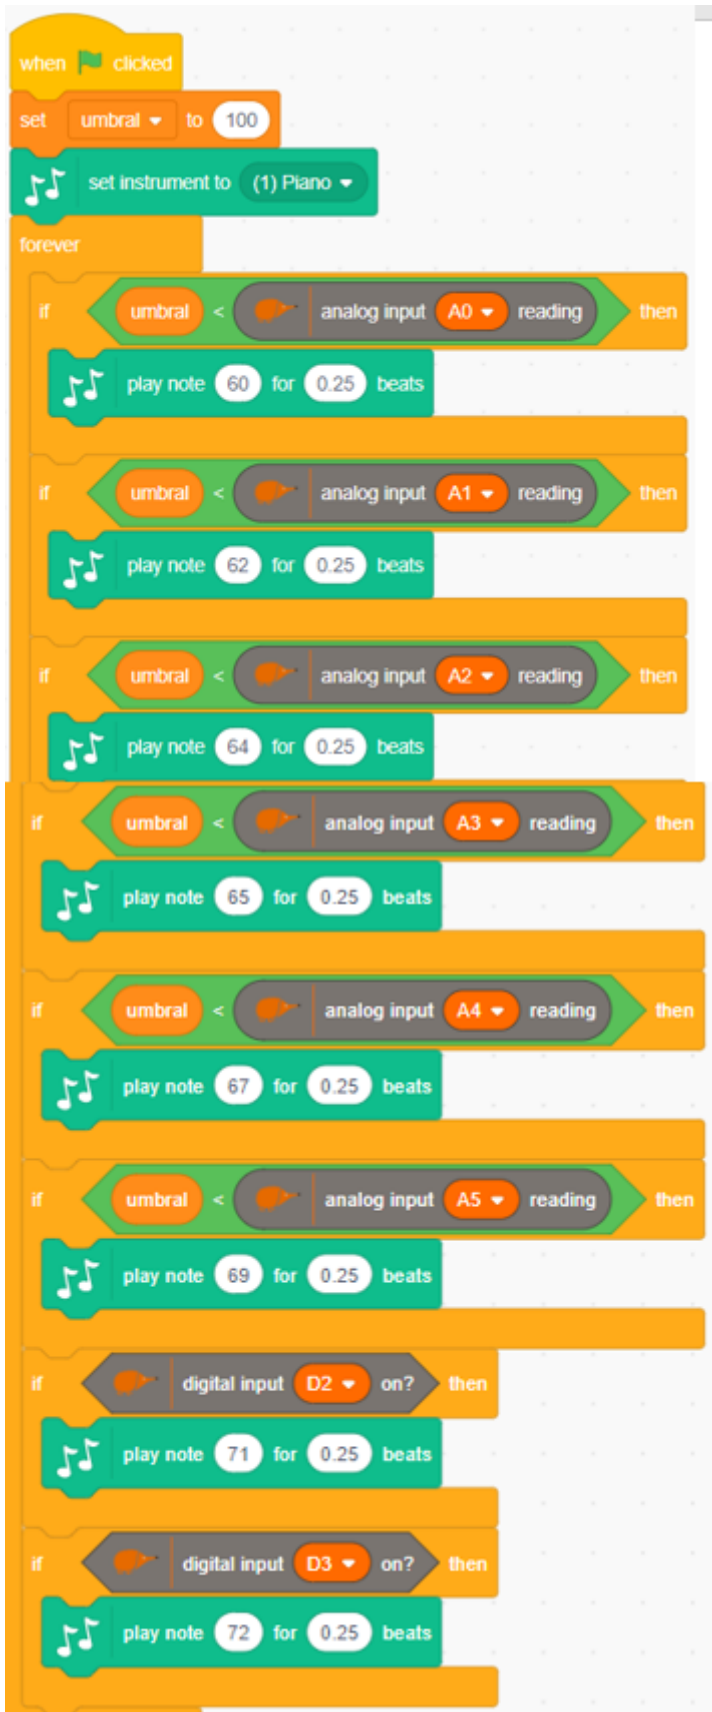 when clicked
set umbral to 100
set instrument to (1) Piano
forever
if umbral < analog input A0 reading then
play note 60 for 0.25 beats
if umbral < analog input A1 reading then
play note 62 for 0.25 beats
if umbral < analog input A2 reading then
play note 64 for 0.25 beats
if umbral < analog input A3 reading then
play note 65 for 0.25 beats
if umbral < analog input A4 reading then
play note 67 for 0.25 beats
if umbral < analog input A5 reading then
play note 69 for 0.25 beats
if digital input D2 on? then
play note 71 for 0.25 beats
if digital input D3 on? then
play note 72 for 0.25 beats